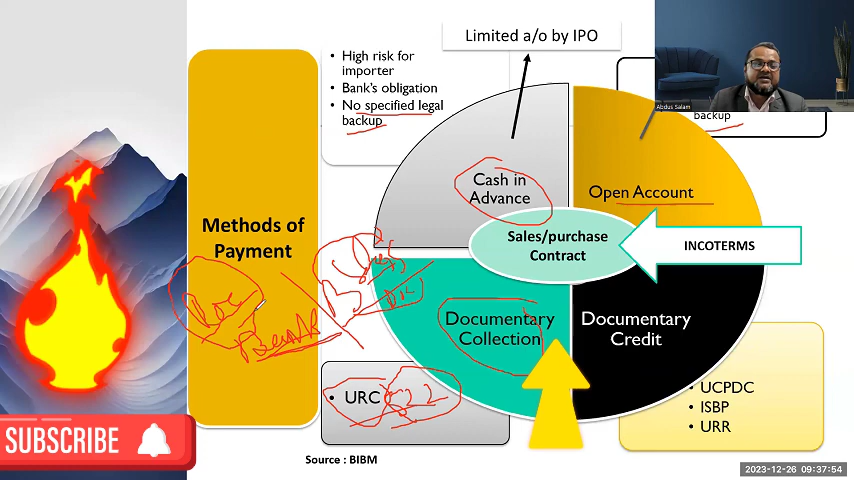 Limited a/o by IPO
• High risk for
importer
• Bank's obligation
• No specified legal
backup
Abdus Salam
backup
Cash in
Advance
Open Account
Methods of
Payment
Sales/purchase
Contract
INCOTERMS
Documentary
Collection
Documentary
Credit
• URC 522
• UCPDC
• ISBP
• URR
SUBSCRIBE
Source : BIBM
2023-12-26 09:37:54